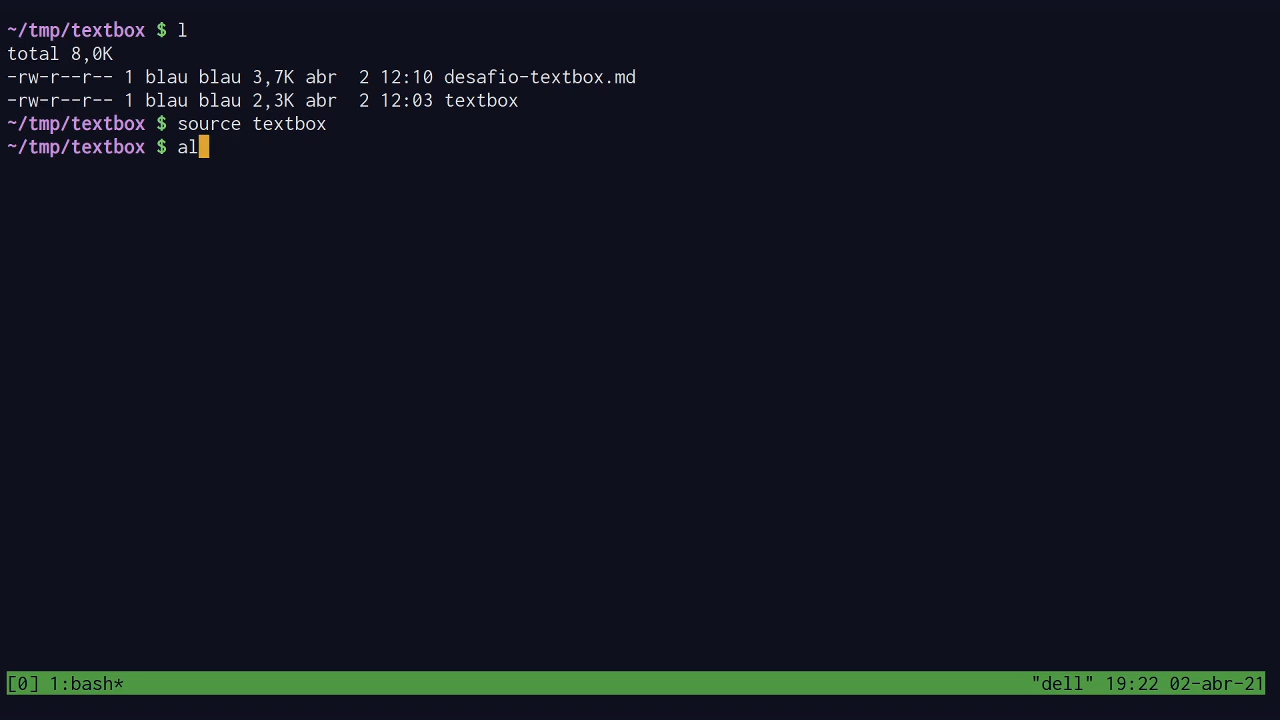 ~/tmp/textbox $ l
total 8,0K
-rw-r--r-- 1 blau blau 3,7K abr  2 12:10 desafio-textbox.md
-rw-r--r-- 1 blau blau 2,3K abr  2 12:03 textbox
~/tmp/textbox $ source textbox
~/tmp/textbox $ al
[0] 1:bash* "dell" 19:22 02-abr-21